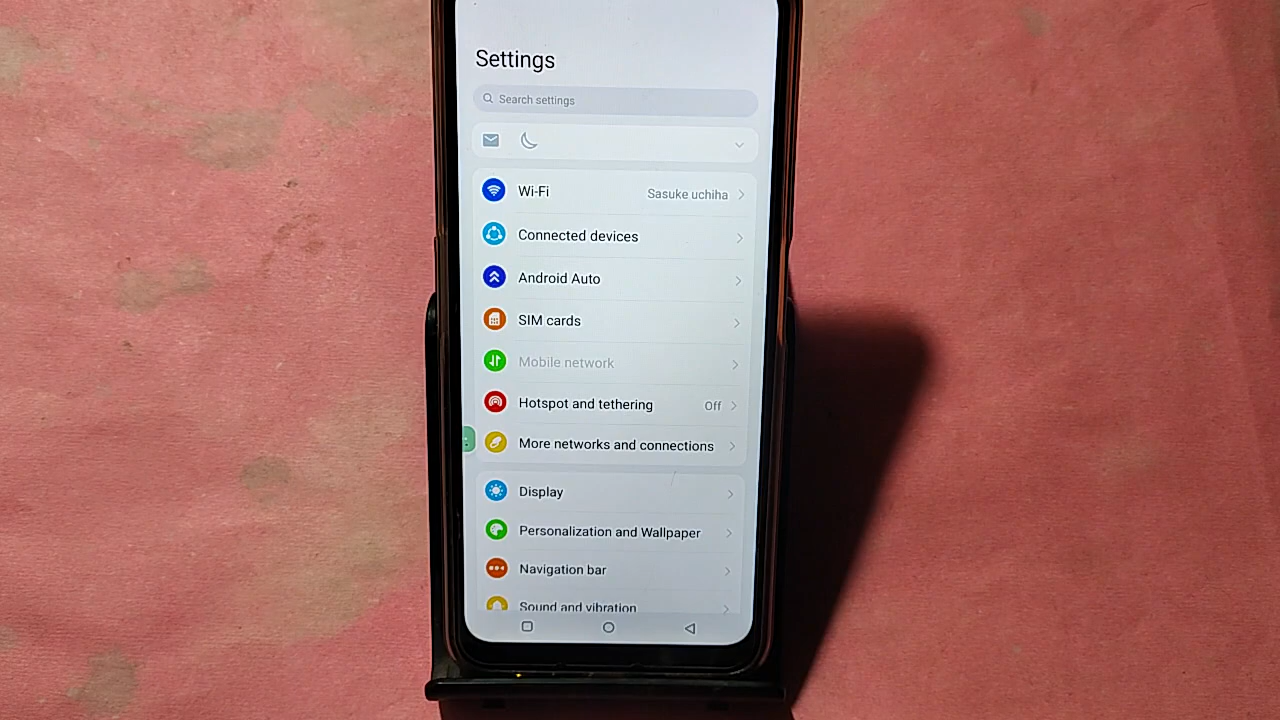 Settings
Search settings
Wi-Fi Sasuke uchiha
Connected devices
Android Auto
SIM cards
Mobile network
Hotspot and tethering Off
More networks and connections
Display
Personalization and Wallpaper
Navigation bar
Sound and vibration